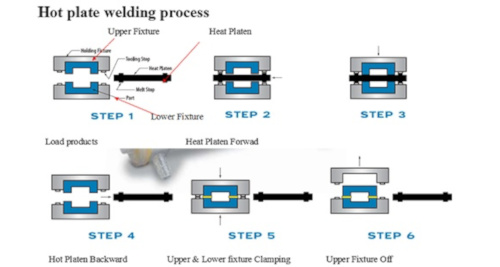 Hot plate welding process
Upper Fixture
Heat Platen
Holding Fixture
Tooling Stop
Heat Platen
Melt Stop
Part
Lower Fixture
STEP 1
STEP 2
STEP 3
Load products
Heat Platen Forwad
STEP 4
STEP 5
STEP 6
Hot Platen Backward
Upper & Lower fixture Clamping
Upper Fixture Off